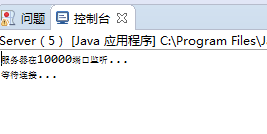 问题 控制台
Server（5） [Java 应用程序] C:\Program Files\Ja
服务器在10000端口监听...
等待连接...